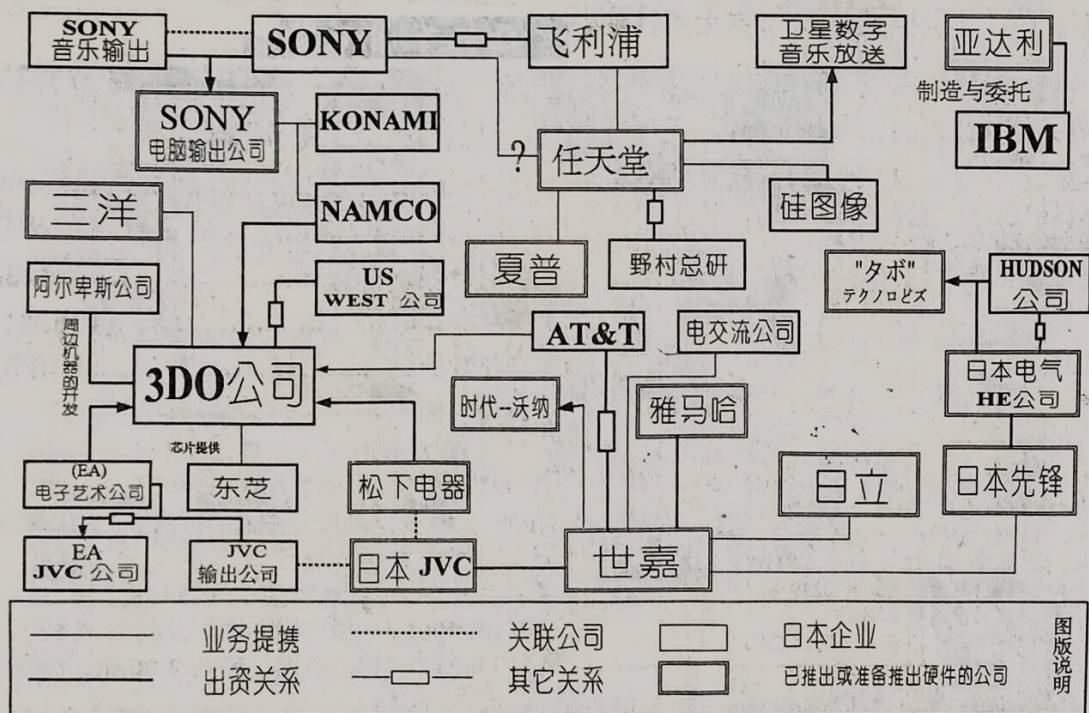 SONY
音乐输出
SONY
飞利浦
卫星数字
音乐放送
亚达利
制造与委托
IBM
SONY
电脑输出公司
KONAMI
?
任天堂
三洋
NAMCO
硅图像
夏普
野村总研
"タボ"
テクノロビズ
HUDSON
公司
阿尔卑斯公司
US
WEST 公司
周边机器的开发
3DO公司
AT&T
电交流公司
日本电气
HE公司
时代--沃纳
雅马哈
芯片提供
(EA)
电子艺术公司
东芝
松下电器
日立
日本先锋
EA
JVC 公司
JVC
输出公司
日本 JVC
世嘉
业务提携
关联公司
日本企业
出资关系
其它关系
已推出或准备推出硬件的公司
图版说明